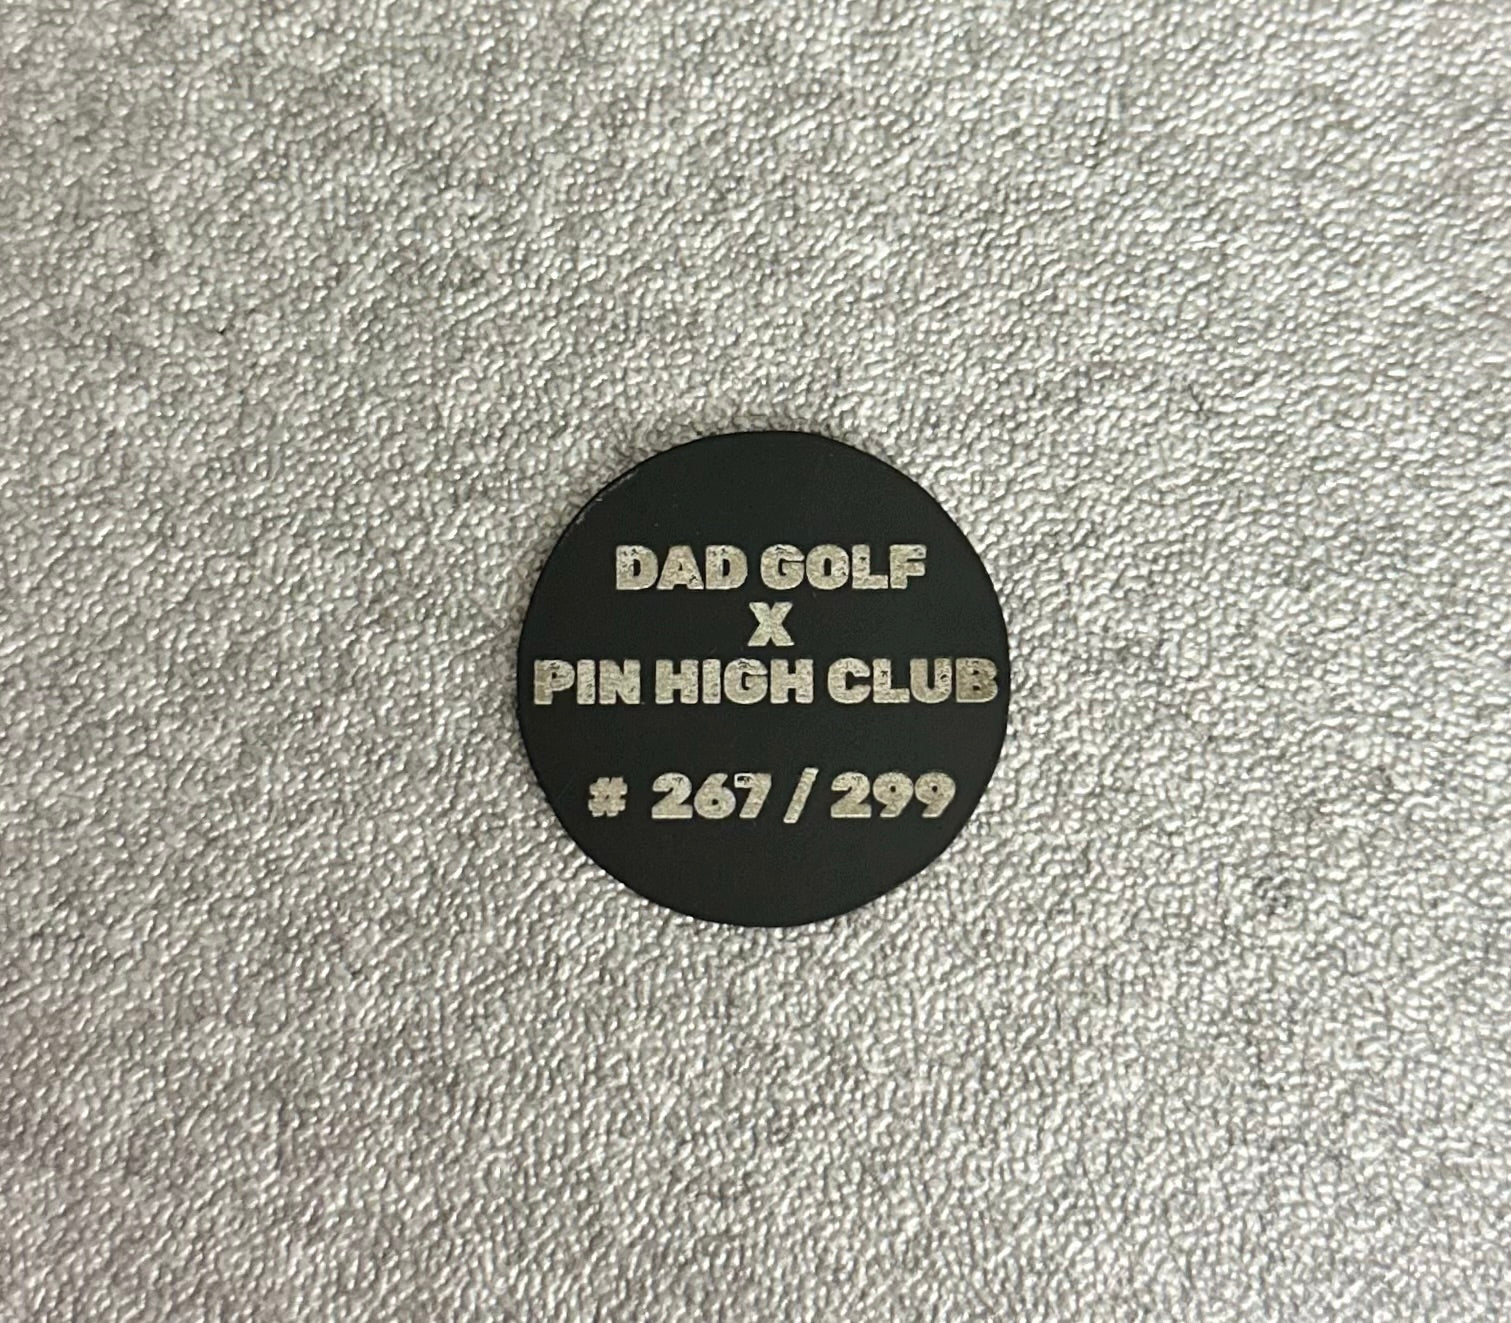 DAD GOLF
X
PIN HIGH CLUB
# 267 / 299